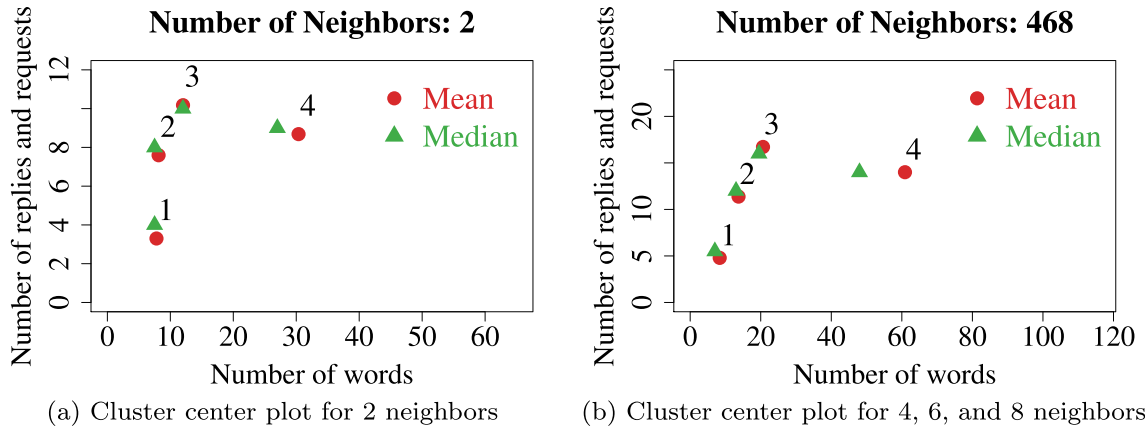 Number of Neighbors: 2
Number of replies and requests
0 2 4 6 8 12
1
2
3
4
Mean
Median
0 10 20 30 40 50 60
Number of words
(a) Cluster center plot for 2 neighbors
Number of Neighbors: 468
Number of replies and requests
0 5 10 20
1
2
3
4
Mean
Median
0 20 40 60 80 100 120
Number of words
(b) Cluster center plot for 4, 6, and 8 neighbors